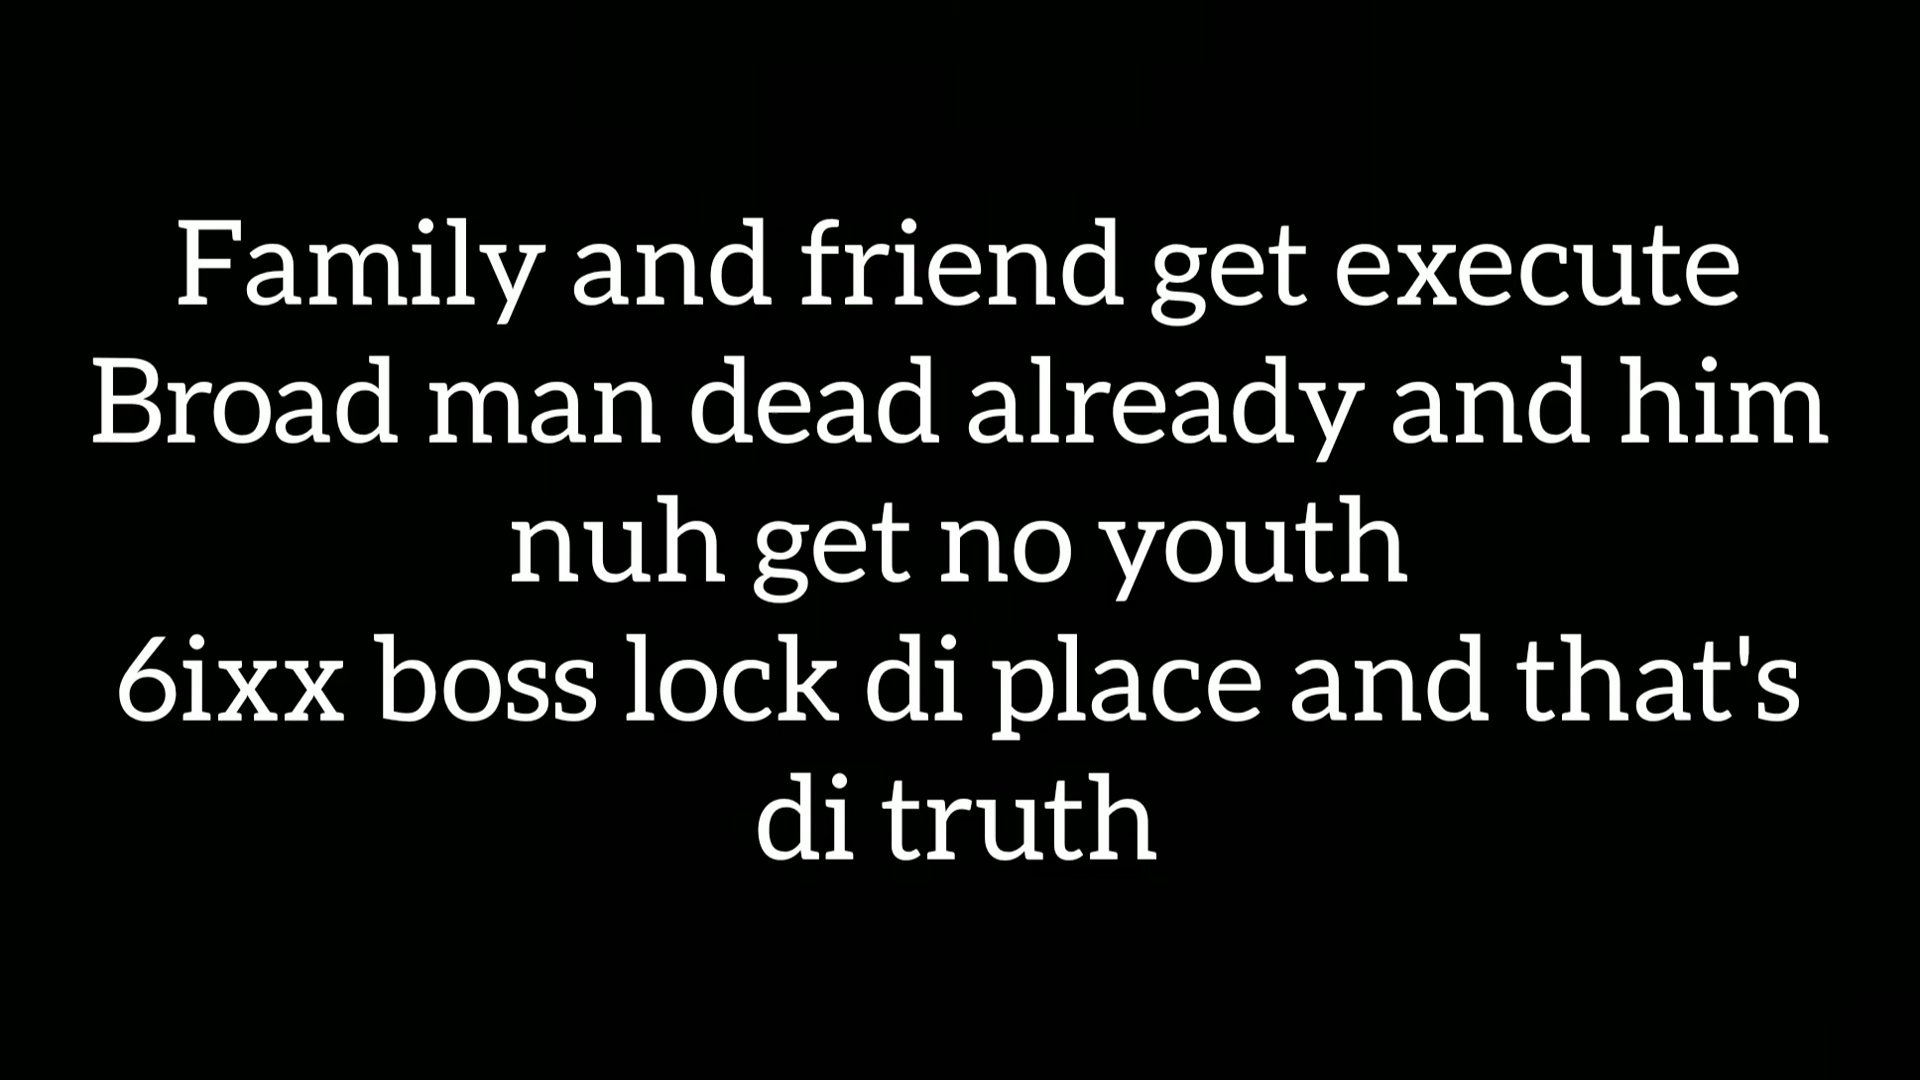 Family and friend get execute
Broad man dead already and him
nuh get no youth
6ixx boss lock di place and that's
di truth